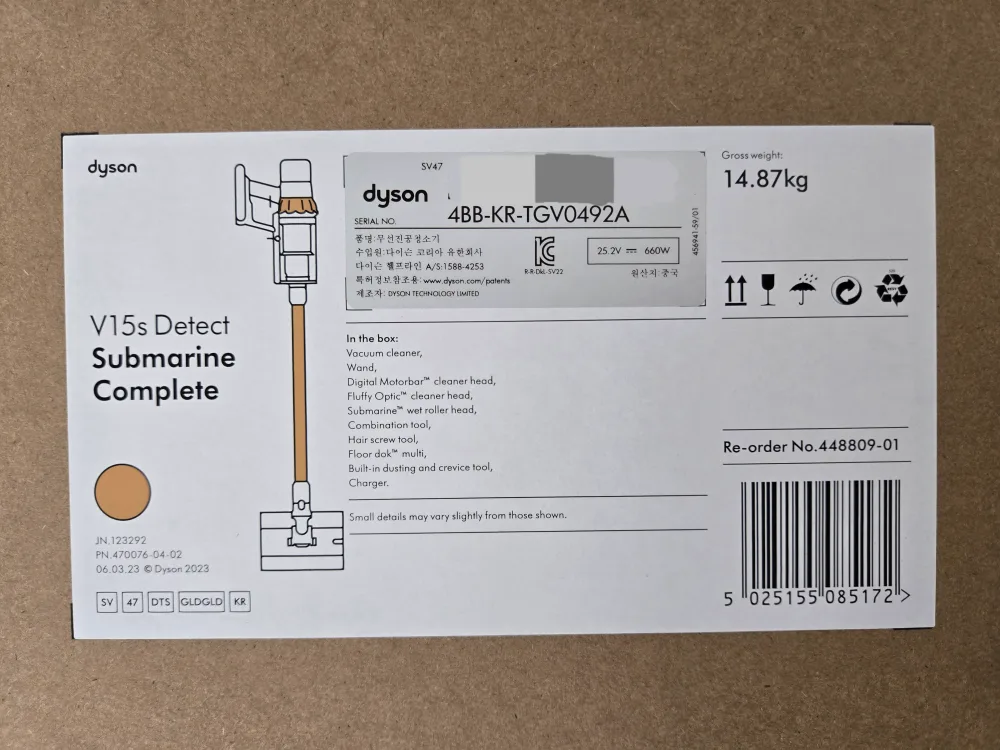 dyson
V15s Detect
Submarine
Complete
JN.123292
PN.470076-04-02
06.03.23 © Dyson 2023
SV 47 DTS GLDGLD KR
SV47
dyson
SERIAL NO.
4BB-KR-TGV0492A
품명:무선진공청소기
수입원:다이슨 코리아 유한회사
다이슨 헬프라인 A/S:1588-4253
특허정보참조용: www.dyson.com/patents
제조자: DYSON TECHNOLOGY LIMITED
R-R-DkL-SV22
25.2V ⎓ 660W
원산지:중국
456941-59/01
In the box:
Vacuum cleaner,
Wand,
Digital Motorbar™ cleaner head,
Fluffy Optic™ cleaner head,
Submarine™ wet roller head,
Combination tool,
Hair screw tool,
Floor dok™ multi,
Built-in dusting and crevice tool,
Charger.
Small details may vary slightly from those shown.
Gross weight:
14.87kg
Re-order No.448809-01
5 025155 085172 >